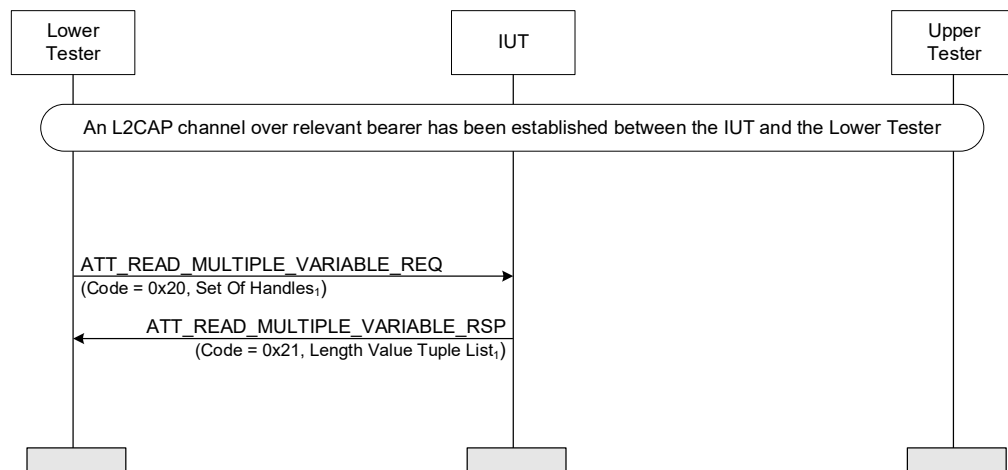 Lower
Tester
IUT
Upper
Tester
An L2CAP channel over relevant bearer has been established between the IUT and the Lower Tester
ATT_READ_MULTIPLE_VARIABLE_REQ
(Code = 0x20, Set Of Handles₁)
ATT_READ_MULTIPLE_VARIABLE_RSP
(Code = 0x21, Length Value Tuple List₁)